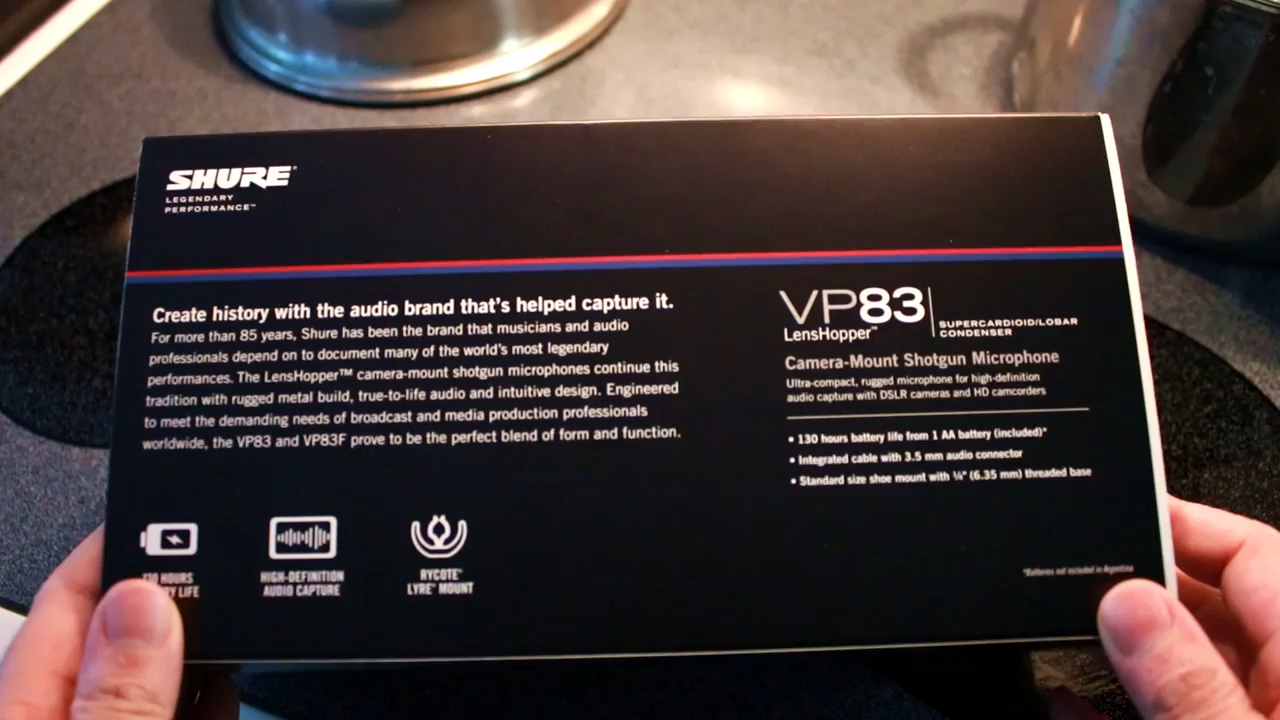 SHURE®
LEGENDARY
PERFORMANCE™
Create history with the audio brand that's helped capture it.
For more than 85 years, Shure has been the brand that musicians and audio
professionals depend on to document many of the world's most legendary
performances. The LensHopper™ camera-mount shotgun microphones continue this
tradition with rugged metal build, true-to-life audio and intuitive design. Engineered
to meet the demanding needs of broadcast and media production professionals
worldwide, the VP83 and VP83F prove to be the perfect blend of form and function.
HOURS
LIFE
HIGH-DEFINITION
AUDIO CAPTURE
RYCOTE®
LYRE® MOUNT
VP83
LensHopper™
SUPERCARDIOID/LOBAR
CONDENSER
Camera-Mount Shotgun Microphone
Ultra-compact, rugged microphone for high-definition
audio capture with DSLR cameras and HD camcorders
• 130 hours battery life from 1 AA battery (included)*
• Integrated cable with 3.5 mm audio connector
• Standard size shoe mount with ¼" (6.35 mm) threaded base
*Batteries not included in Argentina